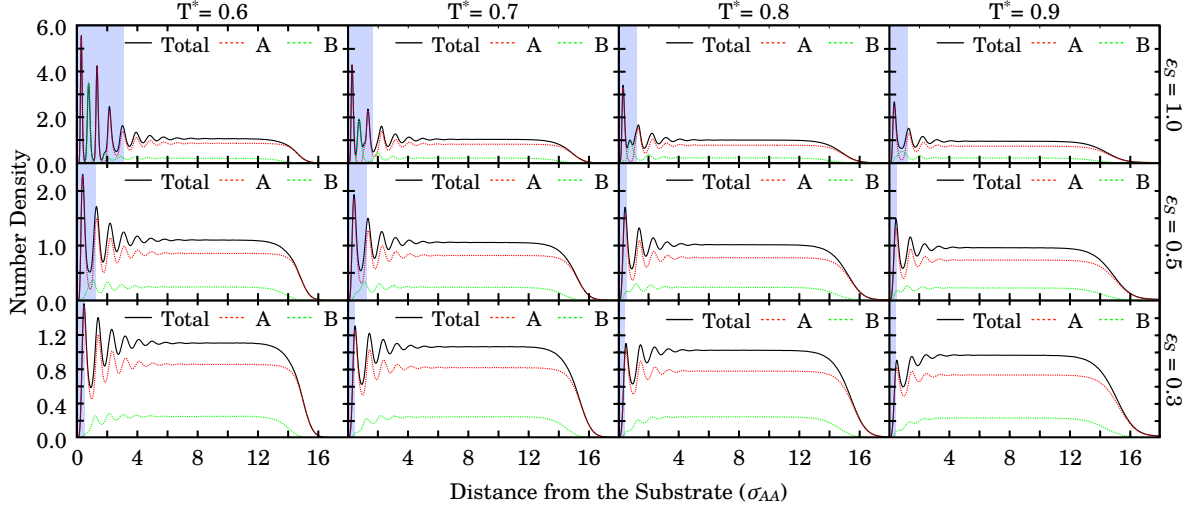 T*= 0.6 T*= 0.7 T*= 0.8 T*= 0.9
6.0 Total A B Total A B Total A B Total A B
4.0
2.0
0.0
εS = 1.0
Total A B Total A B Total A B Total A B
2.0
1.0
0.0
εS = 0.5
Total A B Total A B Total A B Total A B
1.2
0.8
0.4
0.0
εS = 0.3
Number Density
0 4 8 12 16 4 8 12 16 4 8 12 16 4 8 12 16
Distance from the Substrate (σAA)